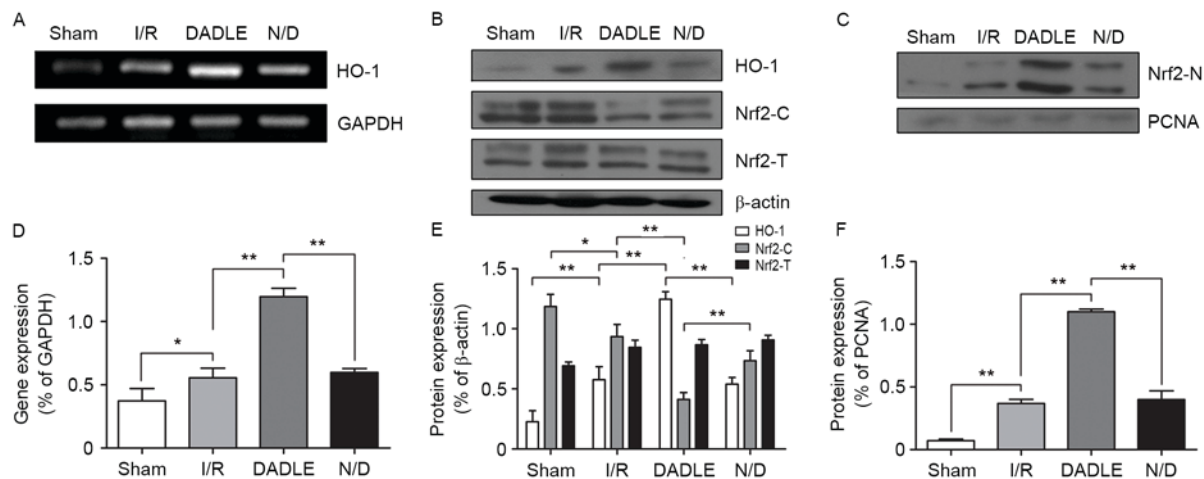 A
Sham I/R DADLE N/D
HO-1
GAPDH
B
Sham I/R DADLE N/D
HO-1
Nrf2-C
Nrf2-T
β-actin
C
Sham I/R DADLE N/D
Nrf2-N
PCNA
D
Gene expression
(% of GAPDH)
1.5
1.0
0.5
0
* ** **
Sham I/R DADLE N/D
E
HO-1
Nrf2-C
Nrf2-T
Protein expression
(% of β-actin)
1.5
1.0
0.5
0
* **
** ** **
**
Sham I/R DADLE N/D
F
Protein expression
(% of PCNA)
1.5
1.0
0.5
0
** ** **
Sham I/R DADLE N/D